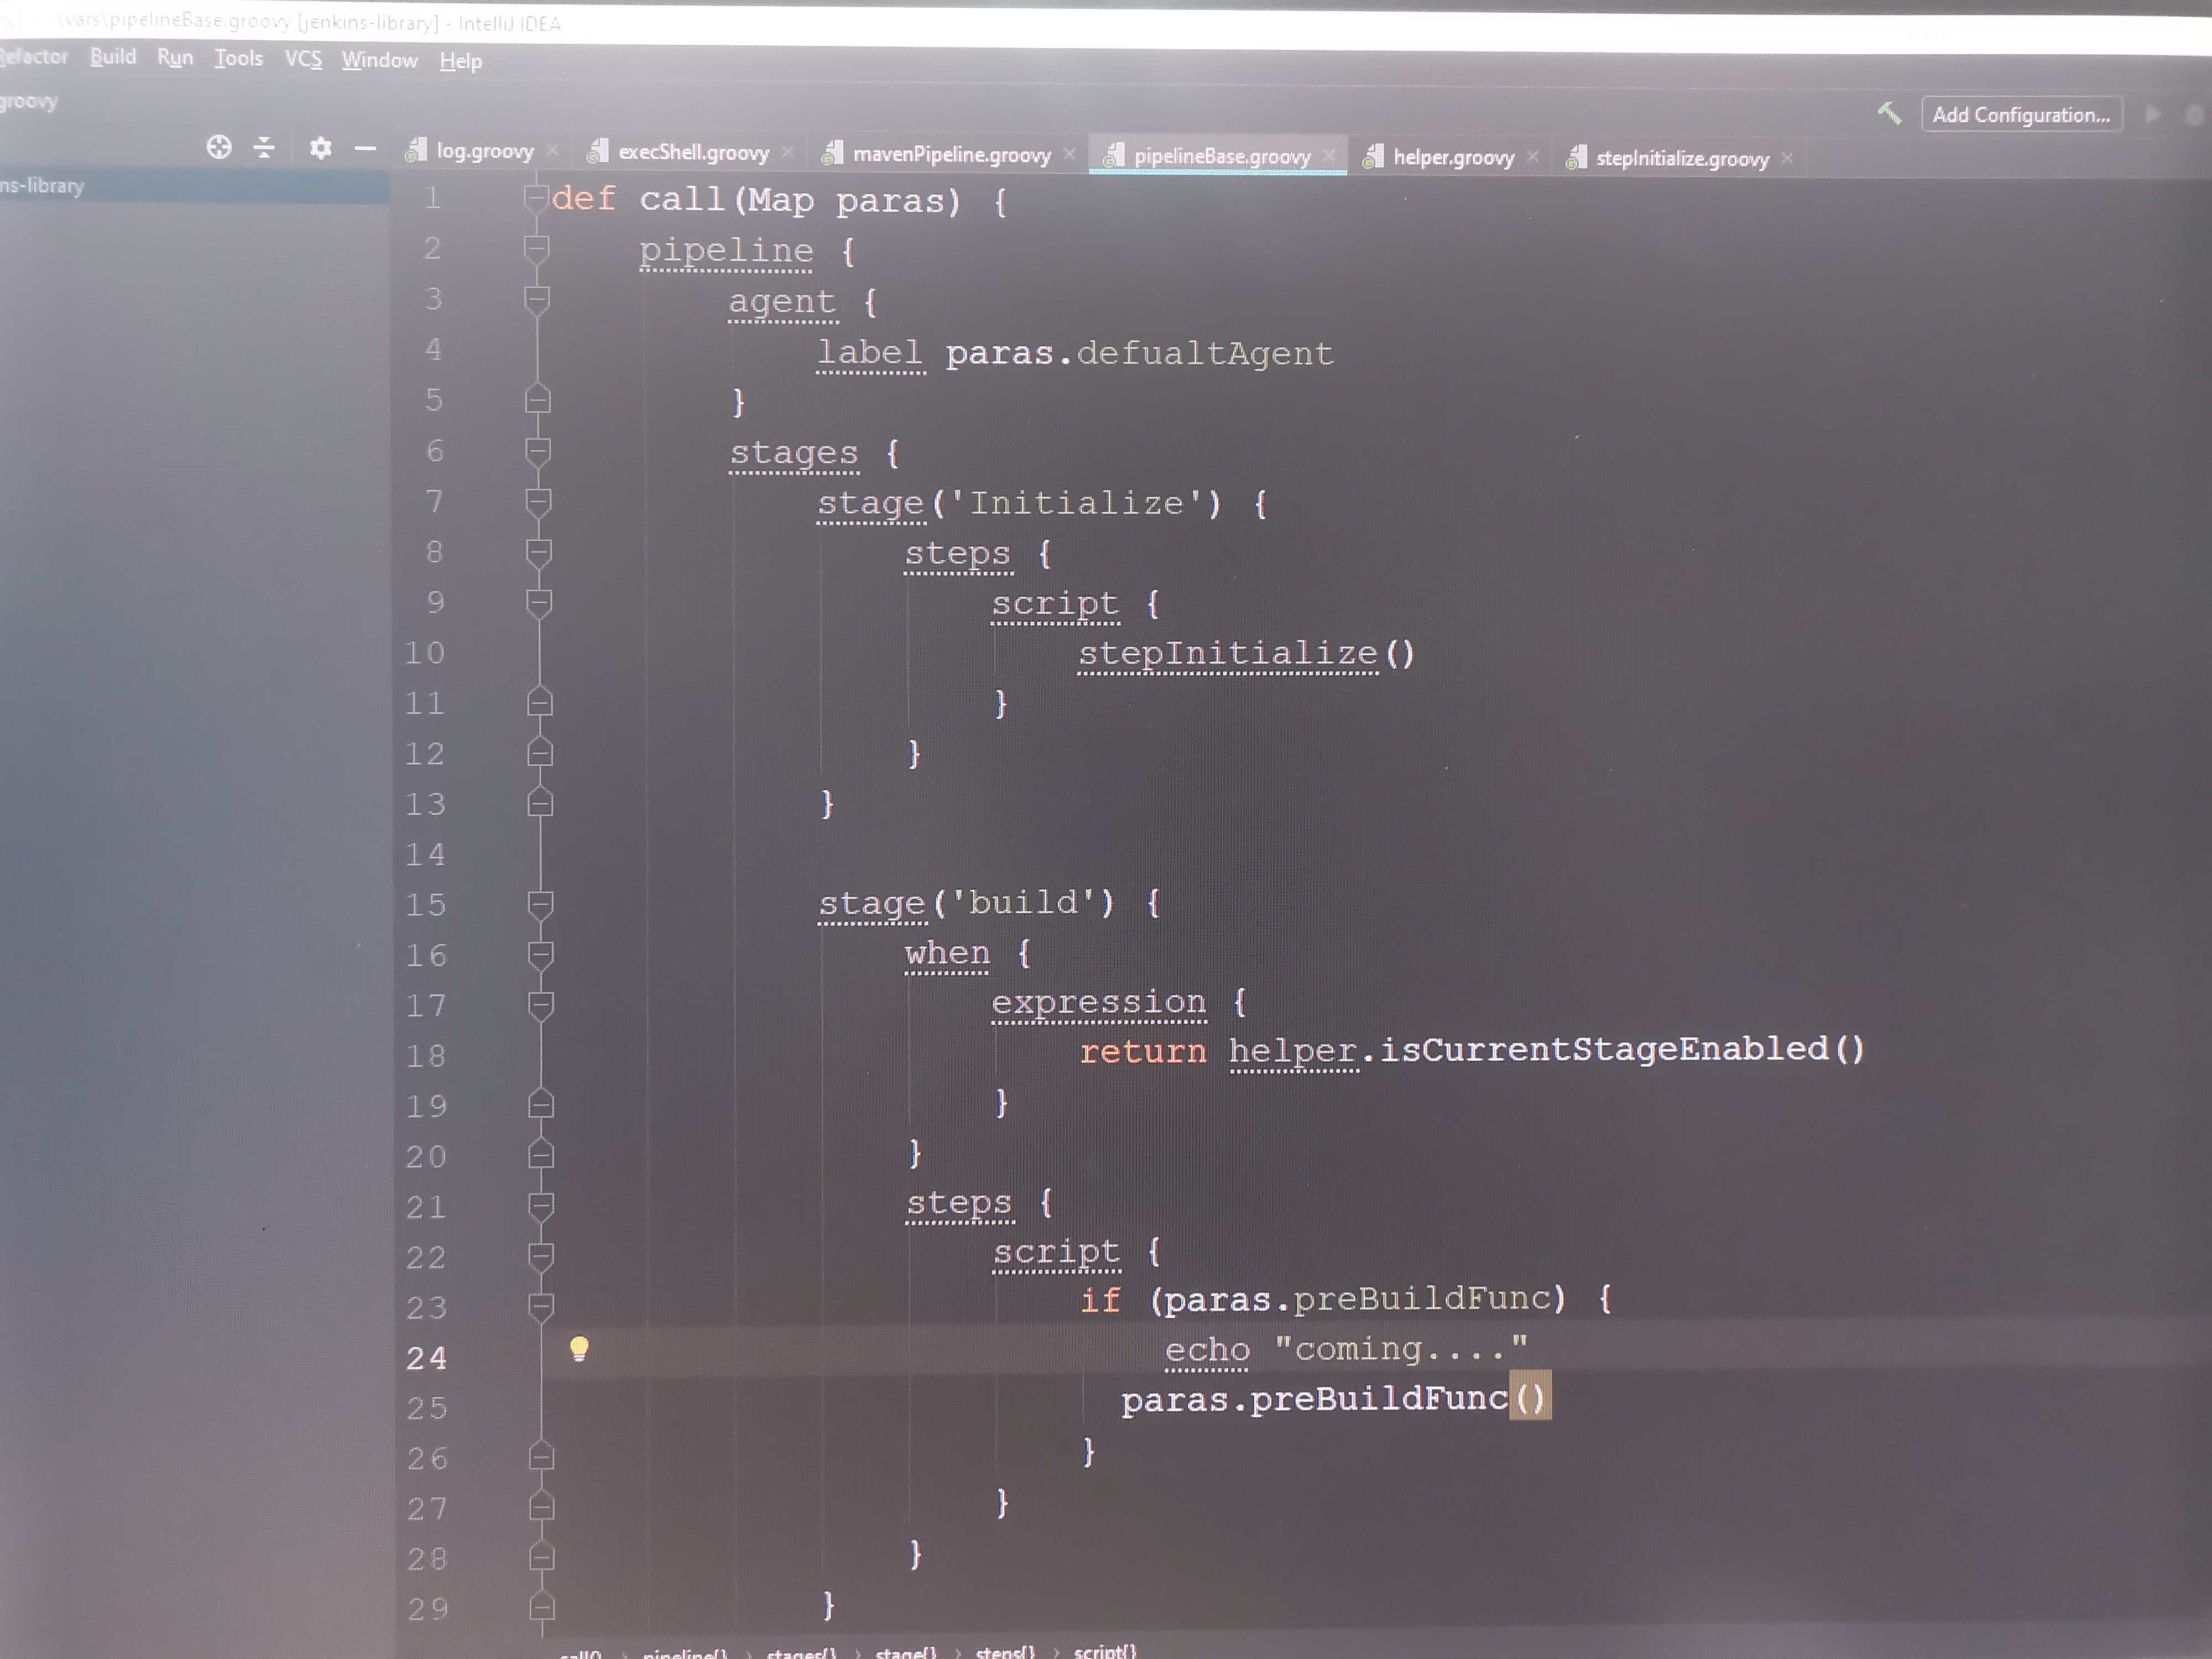 \vars\pipelineBase.groovy [jenkins-library] - IntelliJ IDEA
Refactor Build Run Tools VCS Window Help
groovy
Add Configuration...
log.groovy execShell.groovy mavenPipeline.groovy pipelineBase.groovy helper.groovy stepInitialize.groovy
ns-library
1 def call(Map paras) {
2 pipeline {
3 agent {
4 label paras.defualtAgent
5 }
6 stages {
7 stage('Initialize') {
8 steps {
9 script {
10 stepInitialize()
11 }
12 }
13 }
14
15 stage('build') {
16 when {
17 expression {
18 return helper.isCurrentStageEnabled()
19 }
20 }
21 steps {
22 script {
23 if (paras.preBuildFunc) {
24 echo "coming...."
25 paras.preBuildFunc()
26 }
27 }
28 }
29 }
call() › pipeline{} › stages{} › stage{} › steps{} › script{}